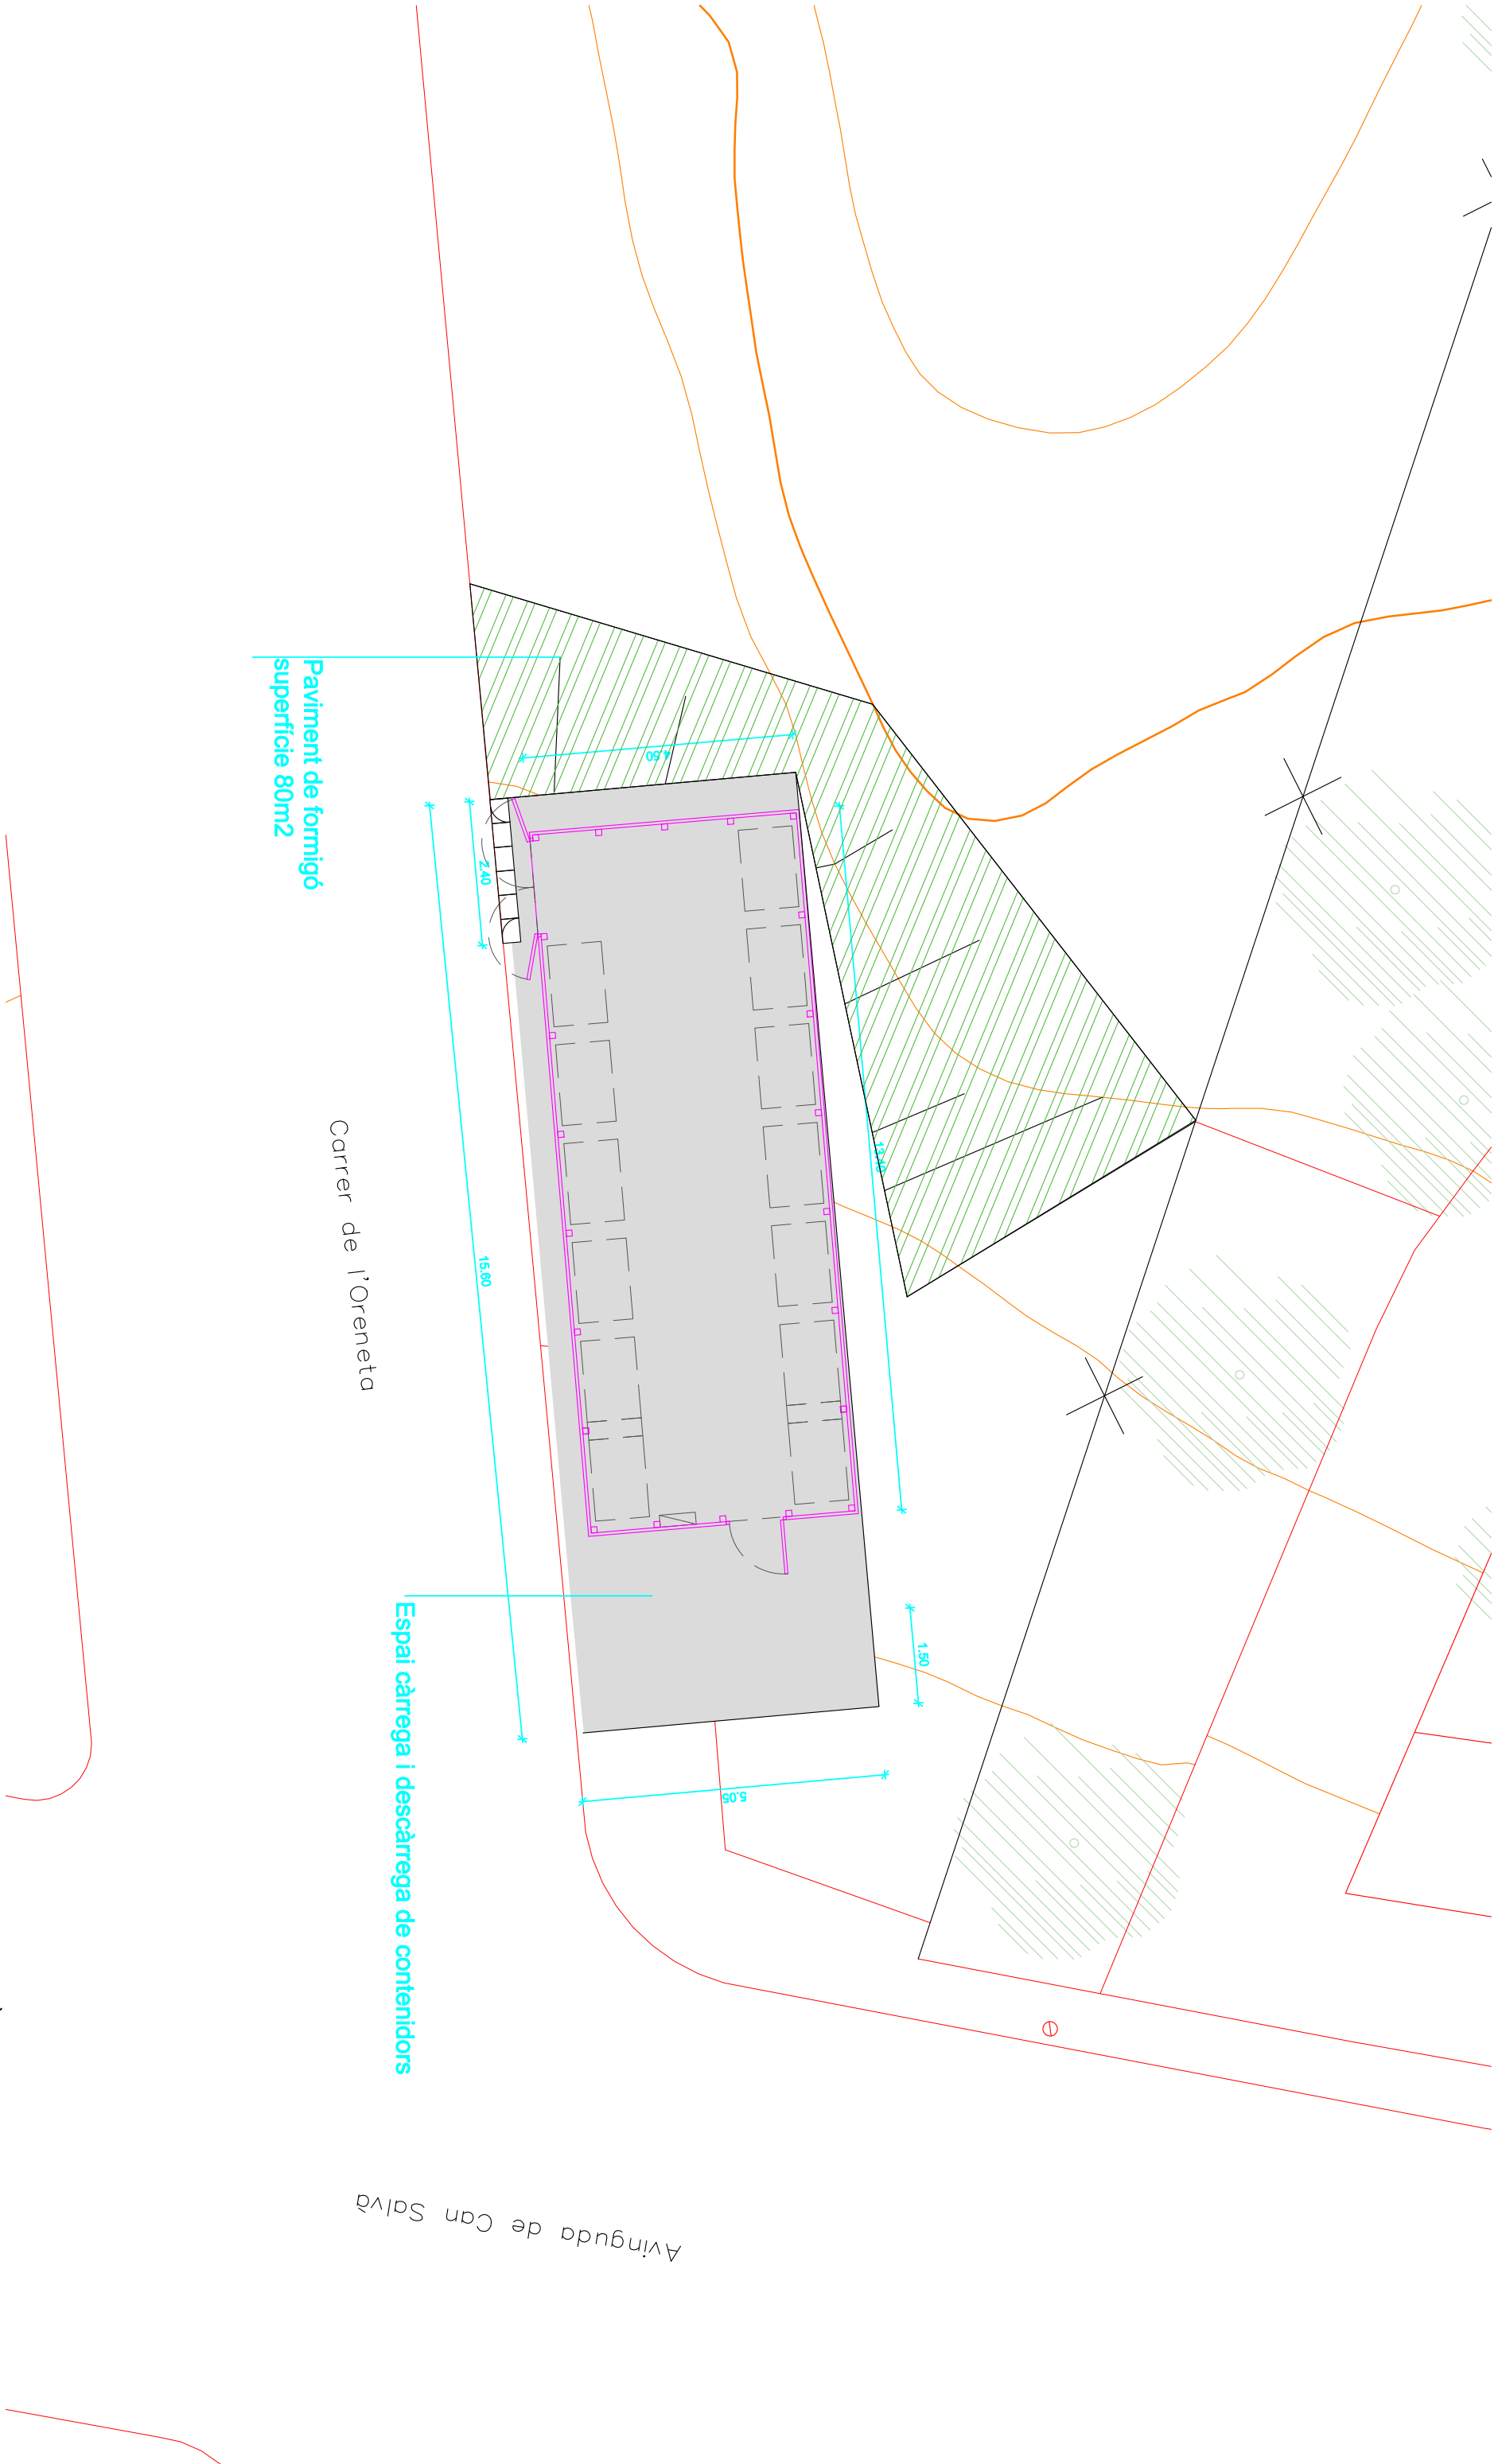 Paviment de formigó
superfície 80m2
4.50
2.40
15.60
Carrer de l'Oreneta
1.50
Espai càrrega i descàrrega de contenidors
5.05
Avinguda de Can Salvà